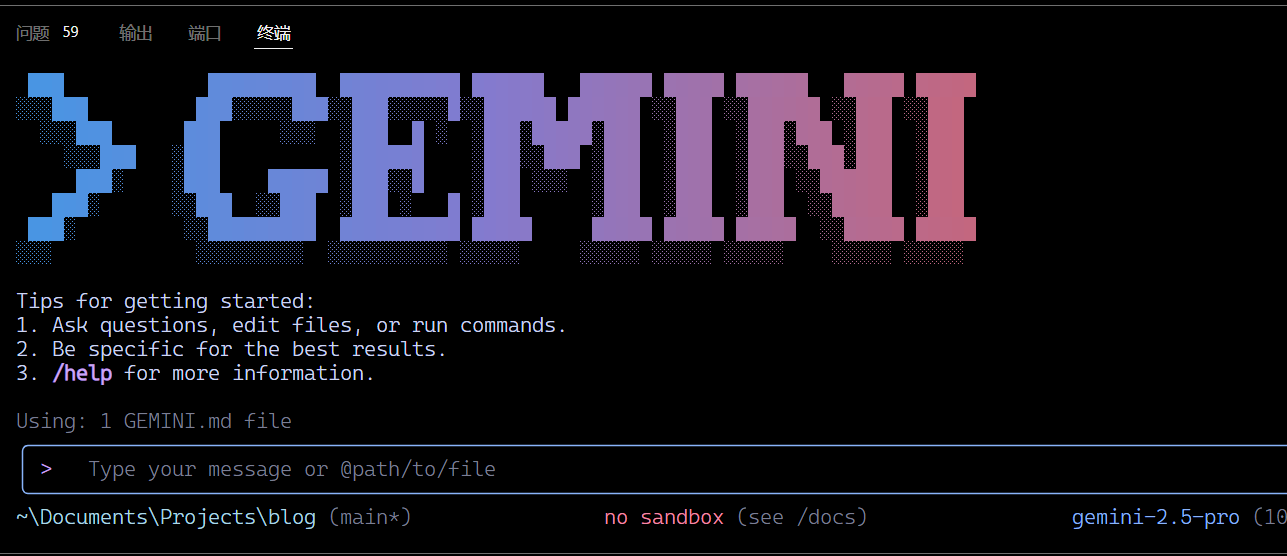 问题 59 输出 端口 终端
> GEMINI
Tips for getting started:
1. Ask questions, edit files, or run commands.
2. Be specific for the best results.
3. /help for more information.
Using: 1 GEMINI.md file
> Type your message or @path/to/file
~\Documents\Projects\blog (main*) no sandbox (see /docs) gemini-2.5-pro (10